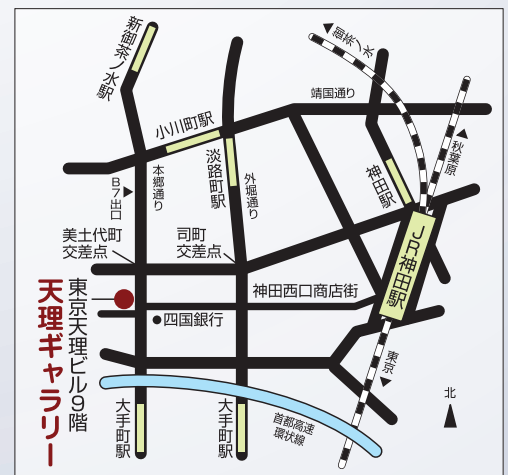 新御茶ノ水駅
御茶ノ水
靖国通り
小川町駅
秋葉原
淡路町駅
神田駅
B7出口
本郷通り
外堀通り
美土代町
交差点
司町
交差点
JR神田駅
神田西口商店街
東京天理ビル9階
天理ギャラリー
四国銀行
東京
北
大手町駅
大手町駅
首都高速
環状線